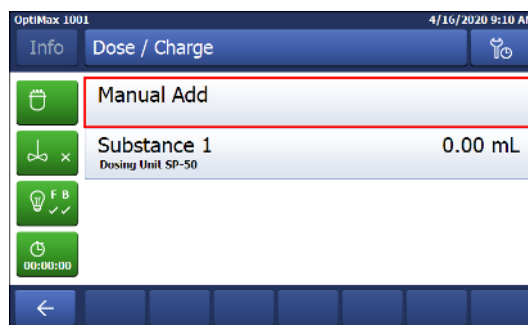 OptiMax 1001 4/16/2020 9:10 AM
Info Dose / Charge
Manual Add
Substance 1 0.00 mL
Dosing Unit SP-50
F B
00:00:00